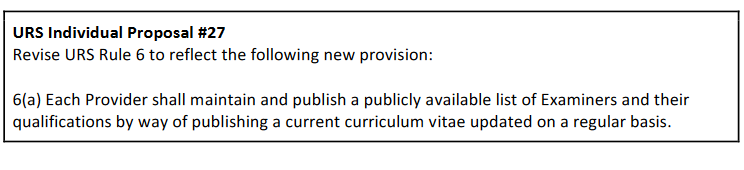 URS Individual Proposal #27
Revise URS Rule 6 to reflect the following new provision:
6(a) Each Provider shall maintain and publish a publicly available list of Examiners and their
qualifications by way of publishing a current curriculum vitae updated on a regular basis.